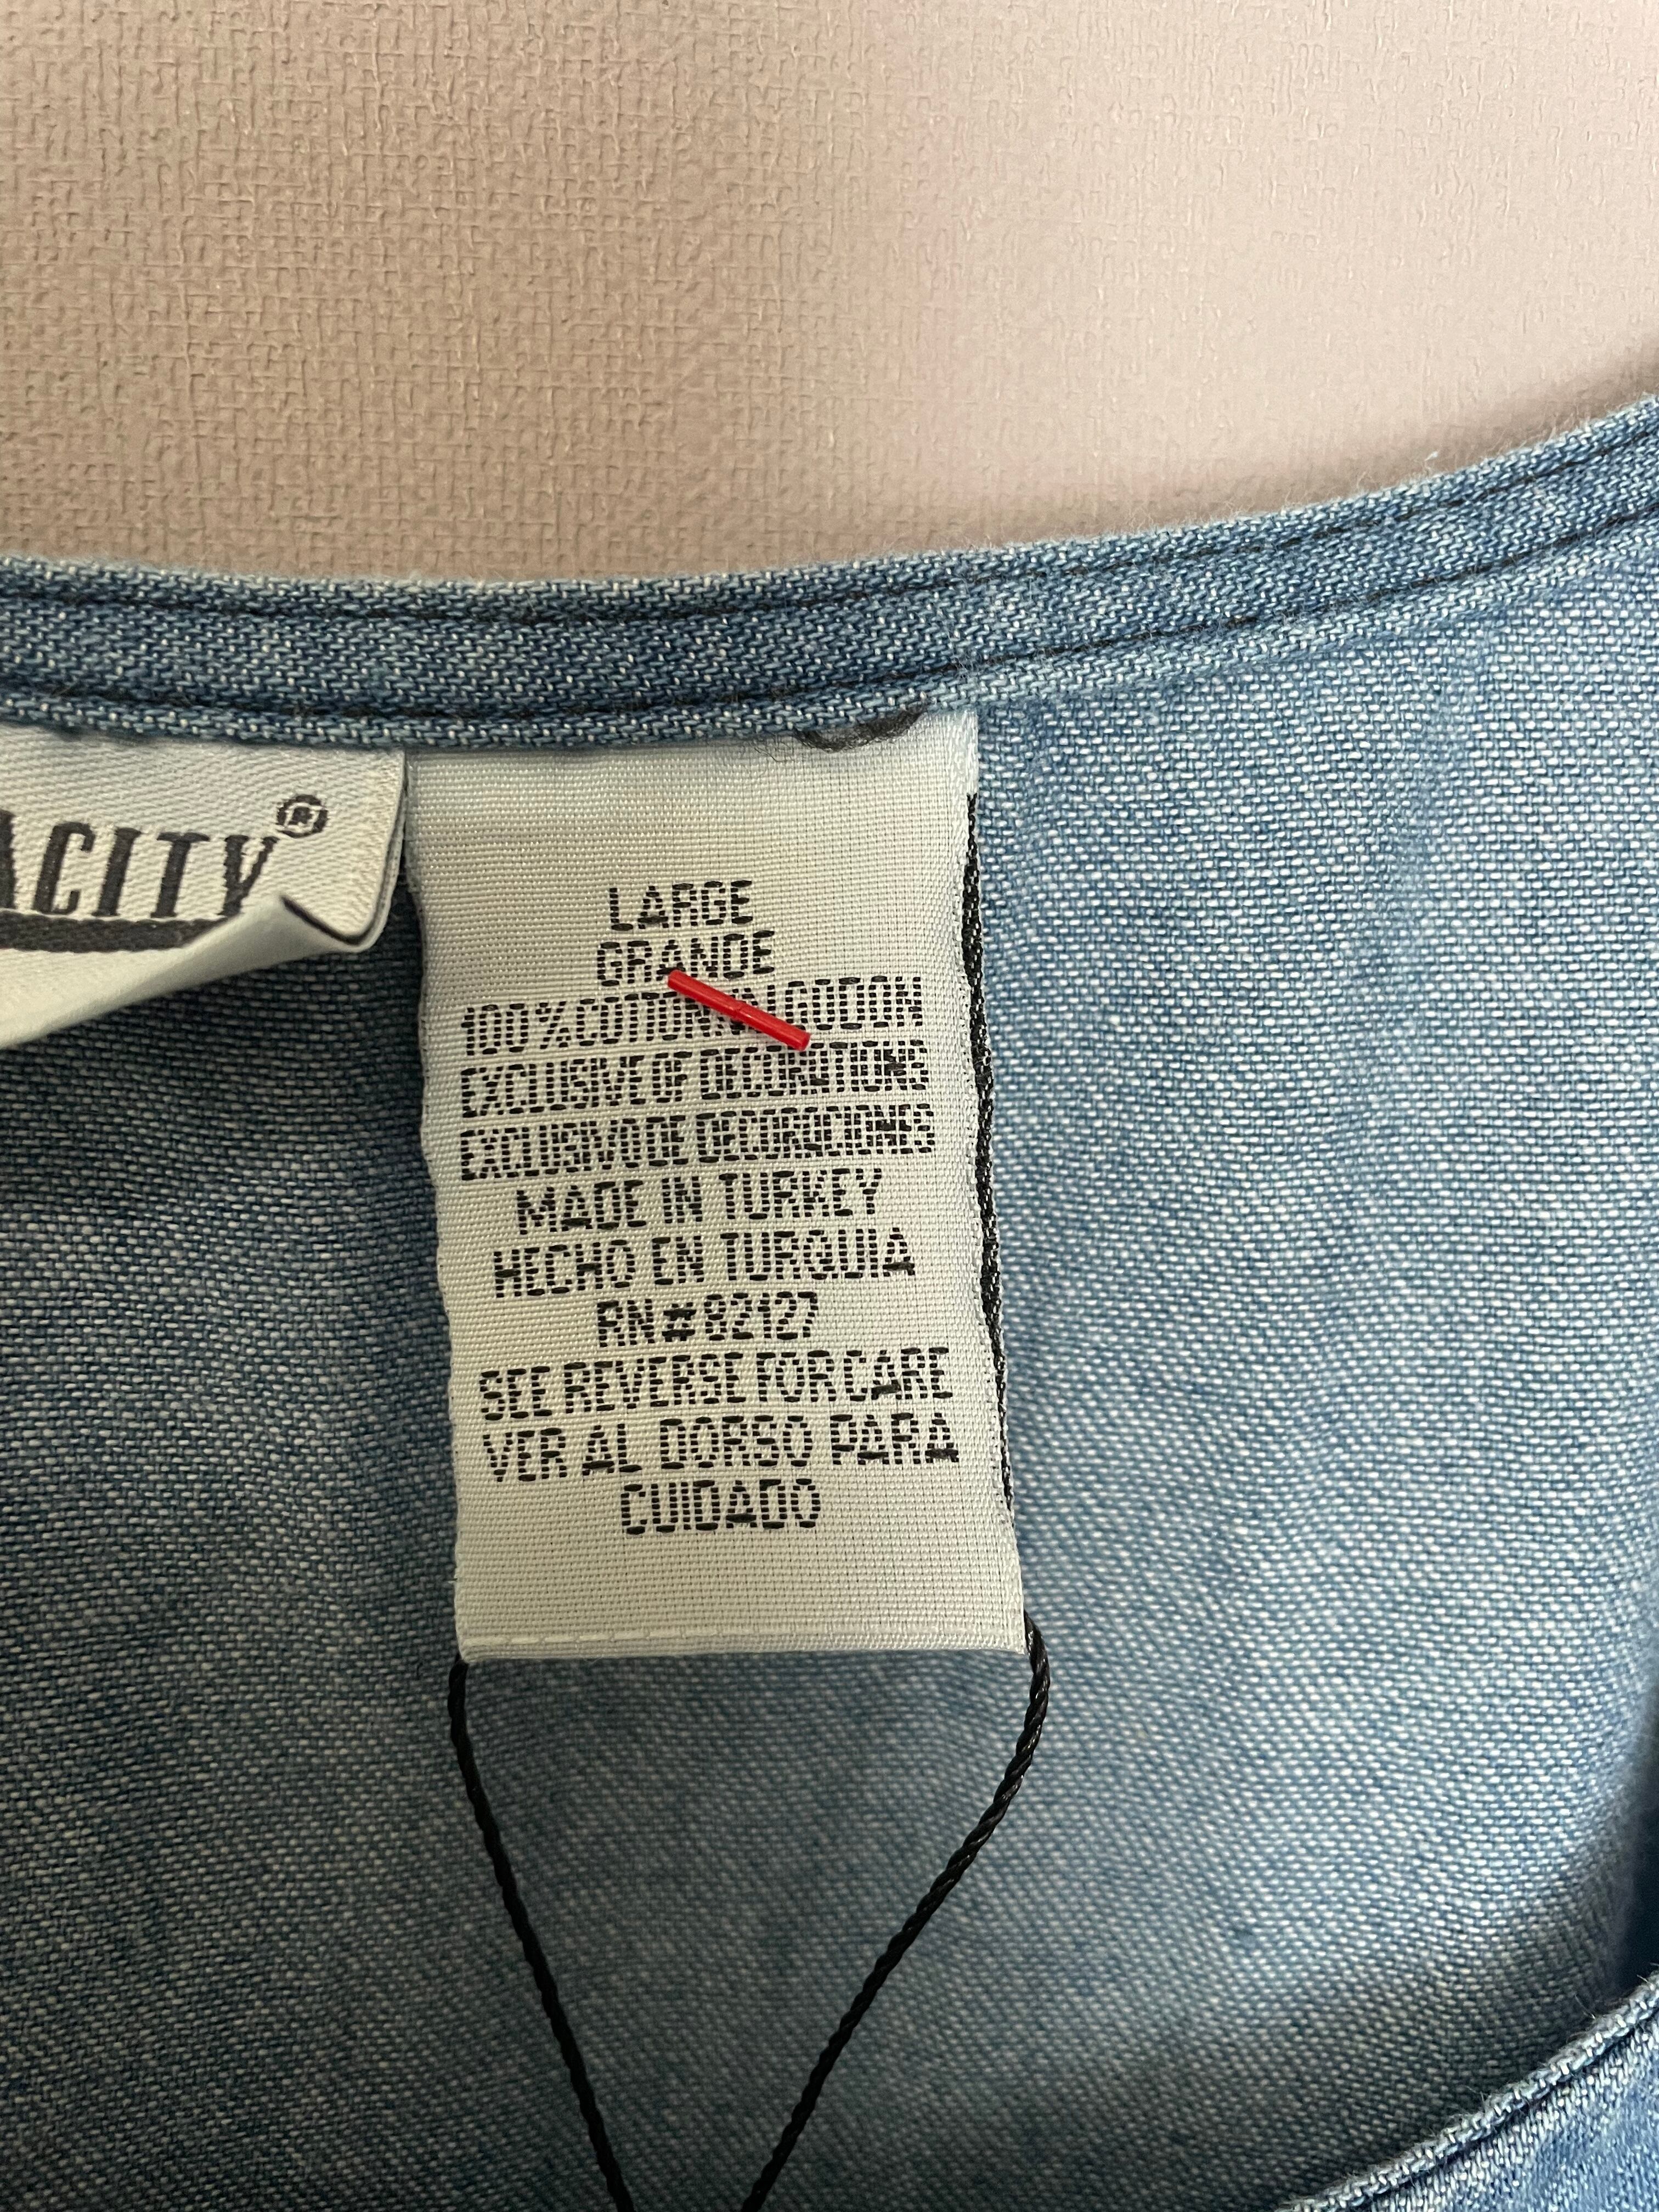 ACITY®
LARGE
GRANDE
100%COTTON\ALGODON
EXCLUSIVE OF DECORATIONS
EXCLUSIVO DE DECORACIONES
MADE IN TURKEY
HECHO EN TURQUIA
RN#82127
SEE REVERSE FOR CARE
VER AL DORSO PARA
CUIDADO